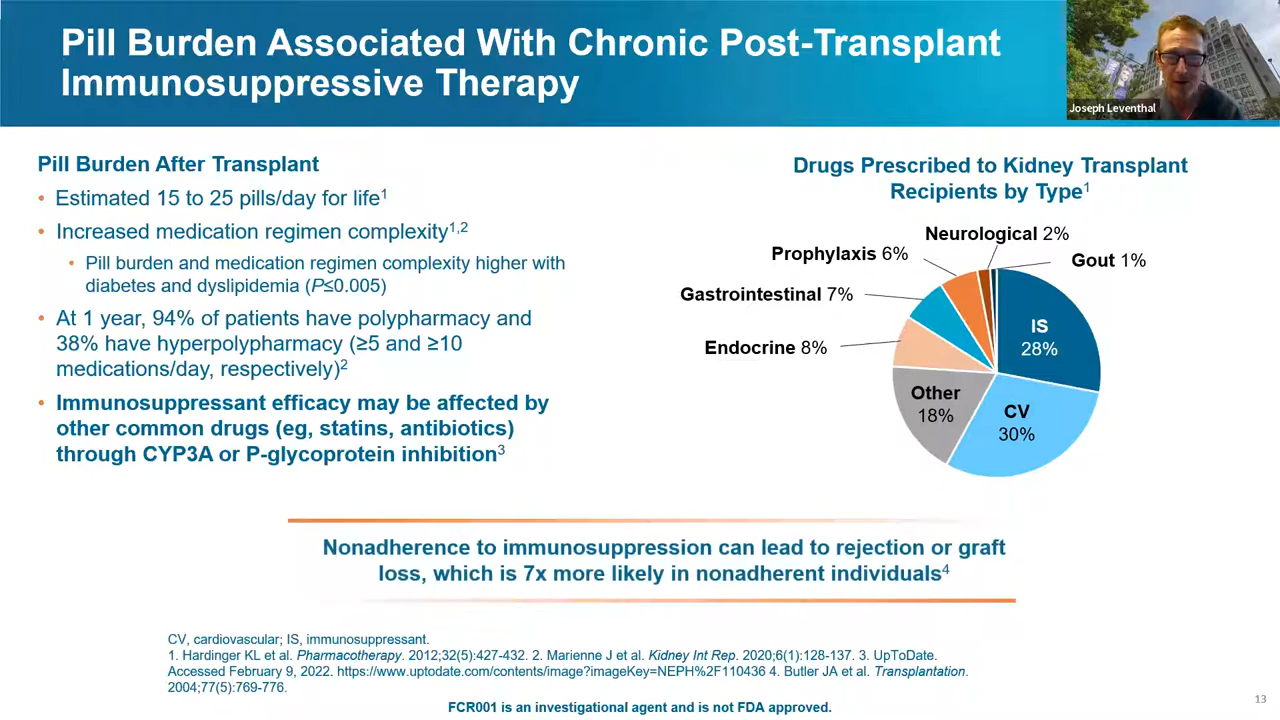 Pill Burden Associated With Chronic Post-Transplant
Immunosuppressive Therapy
Joseph Leventhal
Pill Burden After Transplant
• Estimated 15 to 25 pills/day for life1
• Increased medication regimen complexity1,2
• Pill burden and medication regimen complexity higher with
diabetes and dyslipidemia (P≤0.005)
• At 1 year, 94% of patients have polypharmacy and
38% have hyperpolypharmacy (≥5 and ≥10
medications/day, respectively)2
• Immunosuppressant efficacy may be affected by
other common drugs (eg, statins, antibiotics)
through CYP3A or P-glycoprotein inhibition3
Drugs Prescribed to Kidney Transplant
Recipients by Type1
Neurological 2%
Prophylaxis 6%
Gout 1%
Gastrointestinal 7%
Endocrine 8%
IS
28%
Other
18%
CV
30%
Nonadherence to immunosuppression can lead to rejection or graft
loss, which is 7x more likely in nonadherent individuals4
CV, cardiovascular; IS, immunosuppressant.
1. Hardinger KL et al. Pharmacotherapy. 2012;32(5):427-432. 2. Marienne J et al. Kidney Int Rep. 2020;6(1):128-137. 3. UpToDate.
Accessed February 9, 2022. https://www.uptodate.com/contents/image?imageKey=NEPH%2F110436 4. Butler JA et al. Transplantation.
2004;77(5):769-776.
FCR001 is an investigational agent and is not FDA approved.
13